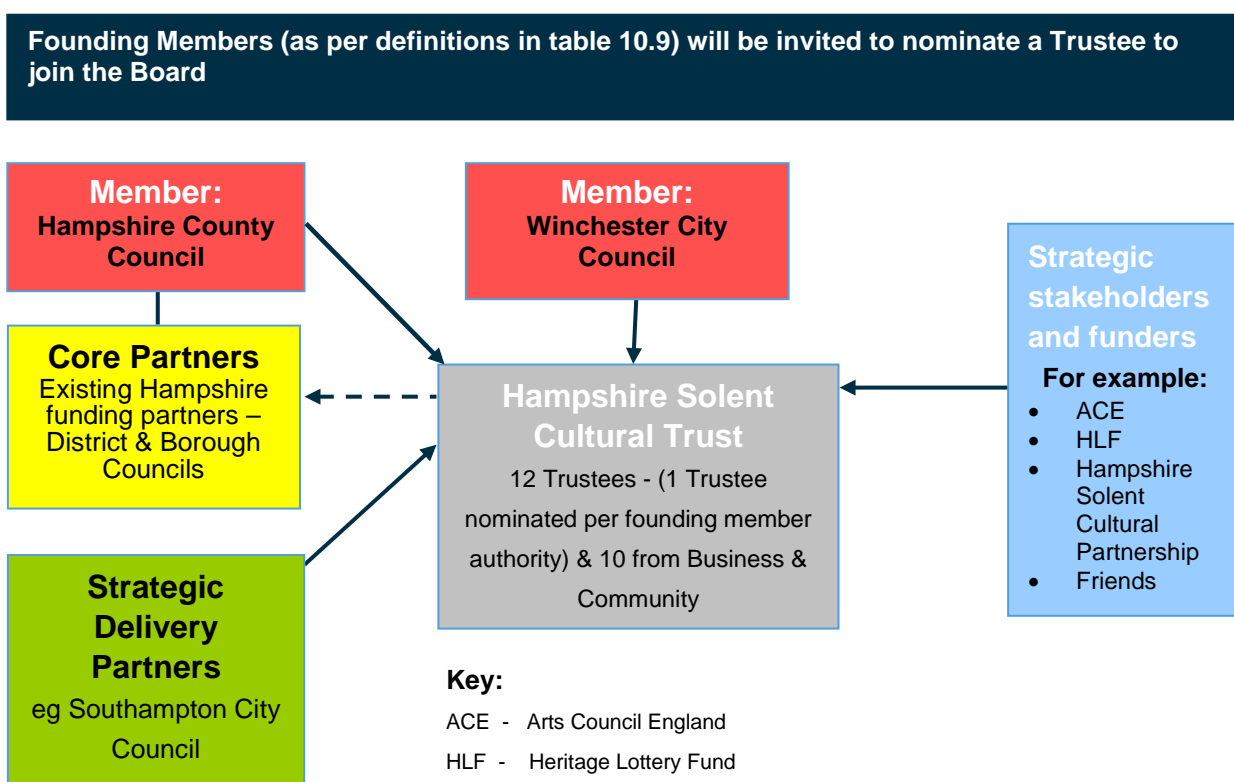 Founding Members (as per definitions in table 10.9) will be invited to nominate a Trustee to
join the Board
Member:
Hampshire County
Council
Member:
Winchester City
Council
Strategic
stakeholders
and funders
For example:
• ACE
• HLF
• Hampshire
Solent
Cultural
Partnership
• Friends
Core Partners
Existing Hampshire
funding partners –
District & Borough
Councils
Hampshire Solent
Cultural Trust
12 Trustees - (1 Trustee
nominated per founding member
authority) & 10 from Business &
Community
Strategic
Delivery
Partners
eg Southampton City
Council
Key:
ACE - Arts Council England
HLF - Heritage Lottery Fund